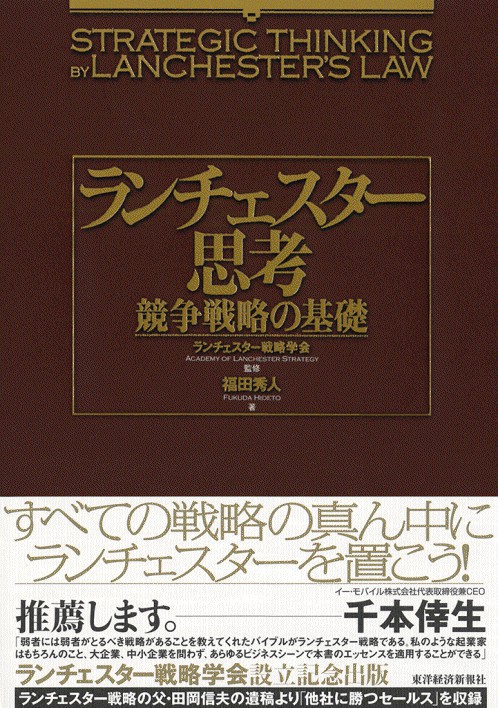 STRATEGIC THINKING
BY LANCHESTER'S LAW
ランチェスター
思考
競争戦略の基礎
ランチェスター戦略学会
ACADEMY OF LANCHESTER STRATEGY
監修
福田秀人
FUKUDA HIDETO
著
すべての戦略の真ん中に
ランチェスターを置こう!
イー・モバイル株式会社代表取締役兼CEO
推薦します。 千本倖生
「弱者には弱者がとるべき戦略があることを教えてくれたバイブルがランチェスター戦略である。私のような起業家
はもちろんのこと、大企業、中小企業を問わず、あらゆるビジネスシーンで本書のエッセンスを適用することができる」
ランチェスター戦略学会設立記念出版 東洋経済新報社
ランチェスター戦略の父・田岡信夫の遺稿より「他社に勝つセールス」を収録